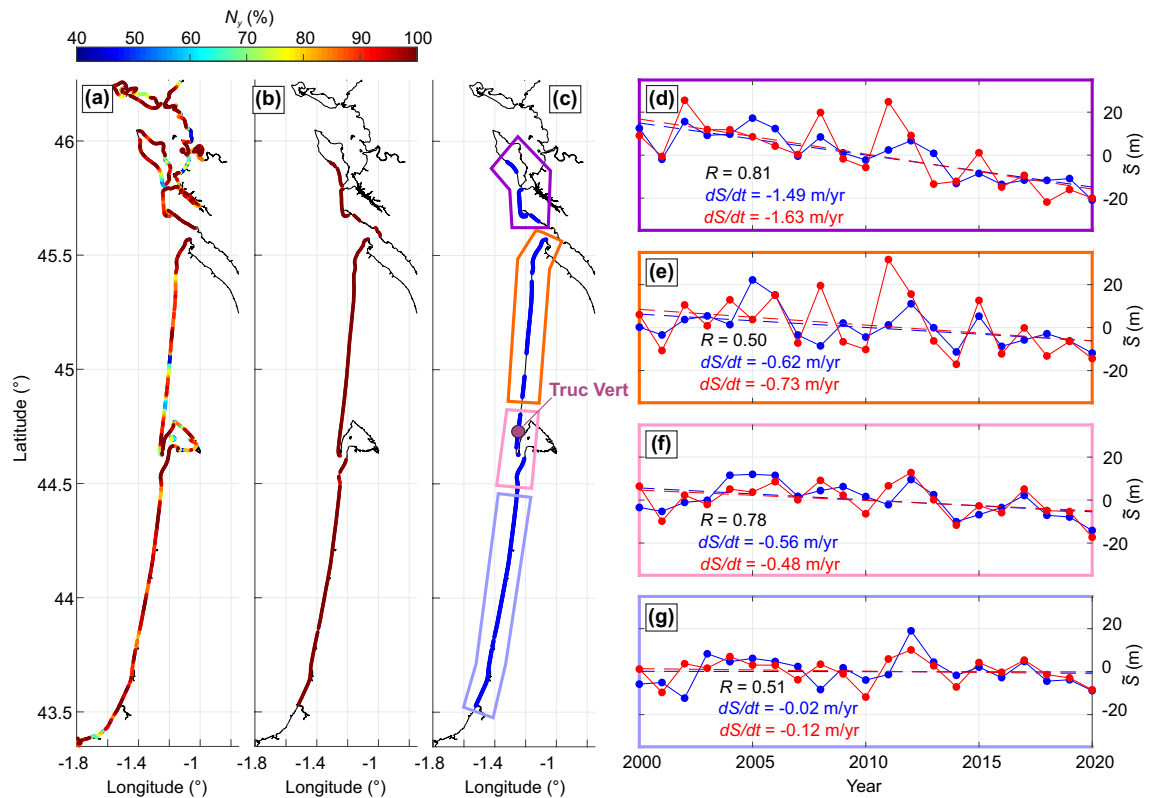 N_y (%)
40 50 60 70 80 90 100
(a) (b) (c)
46
45.5
45
44.5
44
43.5
Latitude (°)
Truc Vert
-1.8 -1.4 -1
-1.8 -1.4 -1
-1.8 -1.4 -1
Longitude (°) Longitude (°) Longitude (°)
(d)
R = 0.81
dS/dt = -1.49 m/yr
dS/dt = -1.63 m/yr
20
0
-20
S̄ (m)
(e)
R = 0.50
dS/dt = -0.62 m/yr
dS/dt = -0.73 m/yr
20
0
-20
S̄ (m)
(f)
R = 0.78
dS/dt = -0.56 m/yr
dS/dt = -0.48 m/yr
20
0
-20
S̄ (m)
(g)
R = 0.51
dS/dt = -0.02 m/yr
dS/dt = -0.12 m/yr
20
0
-20
S̄ (m)
2000 2005 2010 2015 2020
Year